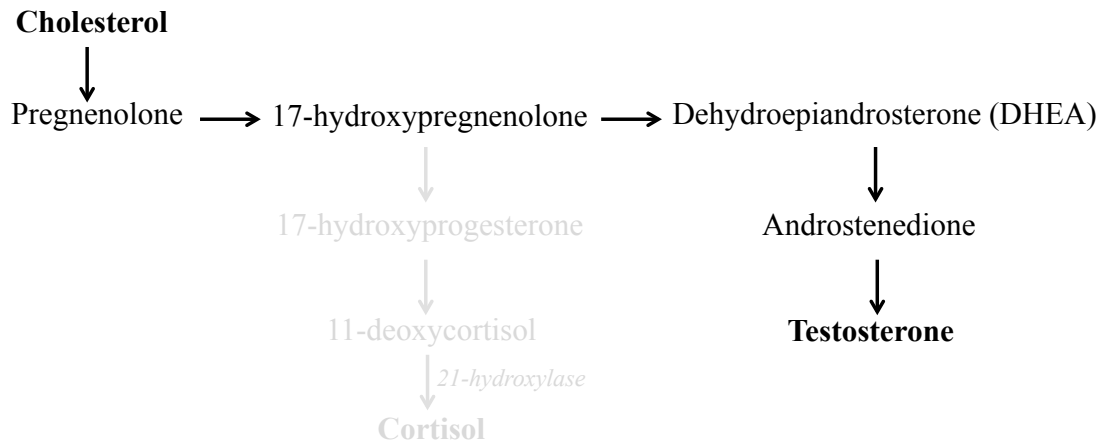 Cholesterol
Pregnenolone 17-hydroxypregnenolone Dehydroepiandrosterone (DHEA)
17-hydroxyprogesterone Androstenedione
11-deoxycortisol Testosterone
21-hydroxylase
Cortisol